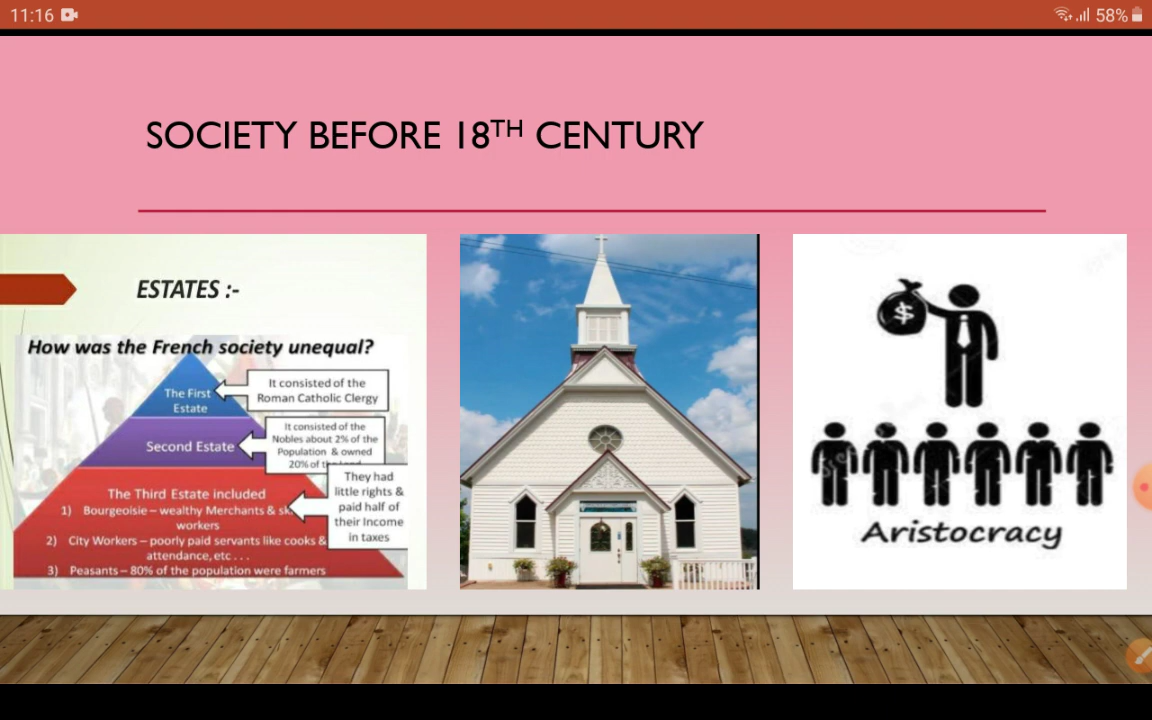 11:16
58%
SOCIETY BEFORE 18TH CENTURY
ESTATES :-
How was the French society unequal?
The First
Estate
It consisted of the
Roman Catholic Clergy
Second Estate
It consisted of the
Nobles about 2% of the
Population & owned
20% of
The Third Estate included
1) Bourgeoisie – wealthy Merchants &
workers
2) City Workers – poorly paid servants like cooks &
attendance, etc . . .
3) Peasants – 80% of the population were farmers
They had
little rights &
paid half of
their Income
in taxes
$
Aristocracy